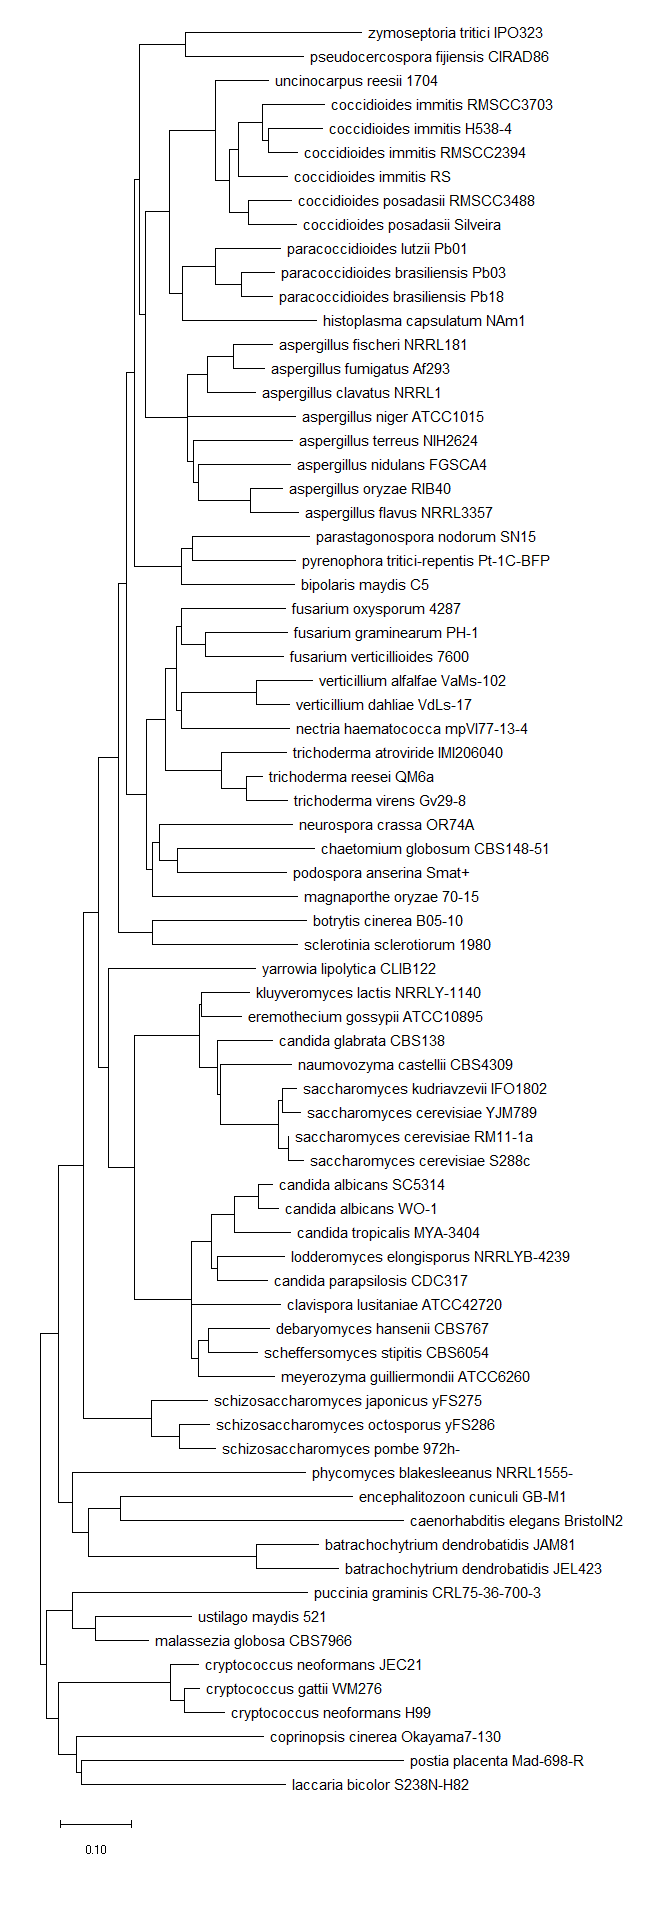 zymoseptoria tritici IPO323
pseudocercospora fijiensis CIRAD86
uncinocarpus reesii 1704
coccidioides immitis RMSCC3703
coccidioides immitis H538-4
coccidioides immitis RMSCC2394
coccidioides immitis RS
coccidioides posadasii RMSCC3488
coccidioides posadasii Silveira
paracoccidioides lutzii Pb01
paracoccidioides brasiliensis Pb03
paracoccidioides brasiliensis Pb18
histoplasma capsulatum NAm1
aspergillus fischeri NRRL181
aspergillus fumigatus Af293
aspergillus clavatus NRRL1
aspergillus niger ATCC1015
aspergillus terreus NIH2624
aspergillus nidulans FGSCA4
aspergillus oryzae RIB40
aspergillus flavus NRRL3357
parastagonospora nodorum SN15
pyrenophora tritici-repentis Pt-1C-BFP
bipolaris maydis C5
fusarium oxysporum 4287
fusarium graminearum PH-1
fusarium verticillioides 7600
verticillium alfalfae VaMs-102
verticillium dahliae VdLs-17
nectria haematococca mpVI77-13-4
trichoderma atroviride IMI206040
trichoderma reesei QM6a
trichoderma virens Gv29-8
neurospora crassa OR74A
chaetomium globosum CBS148-51
podospora anserina Smat+
magnaporthe oryzae 70-15
botrytis cinerea B05-10
sclerotinia sclerotiorum 1980
yarrowia lipolytica CLIB122
kluyveromyces lactis NRRLY-1140
eremothecium gossypii ATCC10895
candida glabrata CBS138
naumovozyma castellii CBS4309
saccharomyces kudriavzevii IFO1802
saccharomyces cerevisiae YJM789
saccharomyces cerevisiae RM11-1a
saccharomyces cerevisiae S288c
candida albicans SC5314
candida albicans WO-1
candida tropicalis MYA-3404
lodderomyces elongisporus NRRLYB-4239
candida parapsilosis CDC317
clavispora lusitaniae ATCC42720
debaryomyces hansenii CBS767
scheffersomyces stipitis CBS6054
meyerozyma guilliermondii ATCC6260
schizosaccharomyces japonicus yFS275
schizosaccharomyces octosporus yFS286
schizosaccharomyces pombe 972h-
phycomyces blakesleeanus NRRL1555-
encephalitozoon cuniculi GB-M1
caenorhabditis elegans BristolN2
batrachochytrium dendrobatidis JAM81
batrachochytrium dendrobatidis JEL423
puccinia graminis CRL75-36-700-3
ustilago maydis 521
malassezia globosa CBS7966
cryptococcus neoformans JEC21
cryptococcus gattii WM276
cryptococcus neoformans H99
coprinopsis cinerea Okayama7-130
postia placenta Mad-698-R
laccaria bicolor S238N-H82
0.10